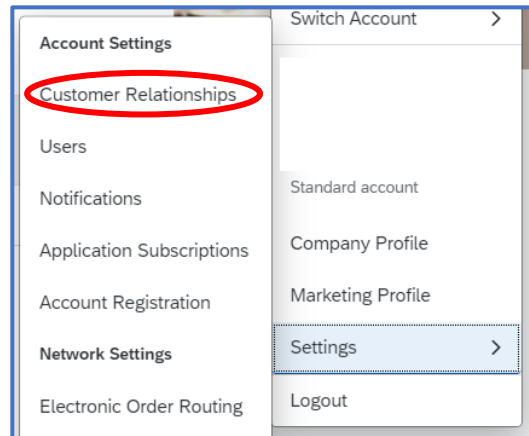 Account Settings
Customer Relationships
Users
Notifications
Application Subscriptions
Account Registration
Network Settings
Electronic Order Routing
Switch Account
Standard account
Company Profile
Marketing Profile
Settings
Logout